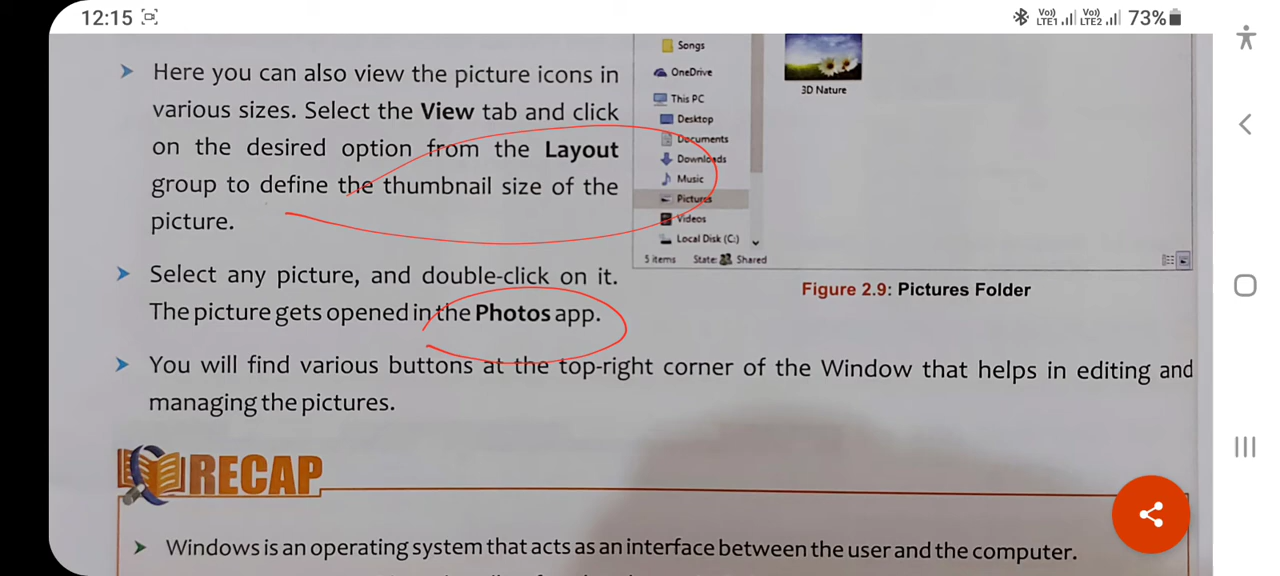 12:15
Vo)) LTE1 Vo)) LTE2 73%
Here you can also view the picture icons in
various sizes. Select the View tab and click
on the desired option from the Layout
group to define the thumbnail size of the
picture.
Select any picture, and double-click on it.
The picture gets opened in the Photos app.
Songs
OneDrive
This PC
Desktop
Documents
Downloads
Music
Pictures
Videos
Local Disk (C:)
5 items State: Shared
3D Nature
Figure 2.9: Pictures Folder
You will find various buttons at the top-right corner of the Window that helps in editing and
managing the pictures.
RECAP
Windows is an operating system that acts as an interface between the user and the computer.